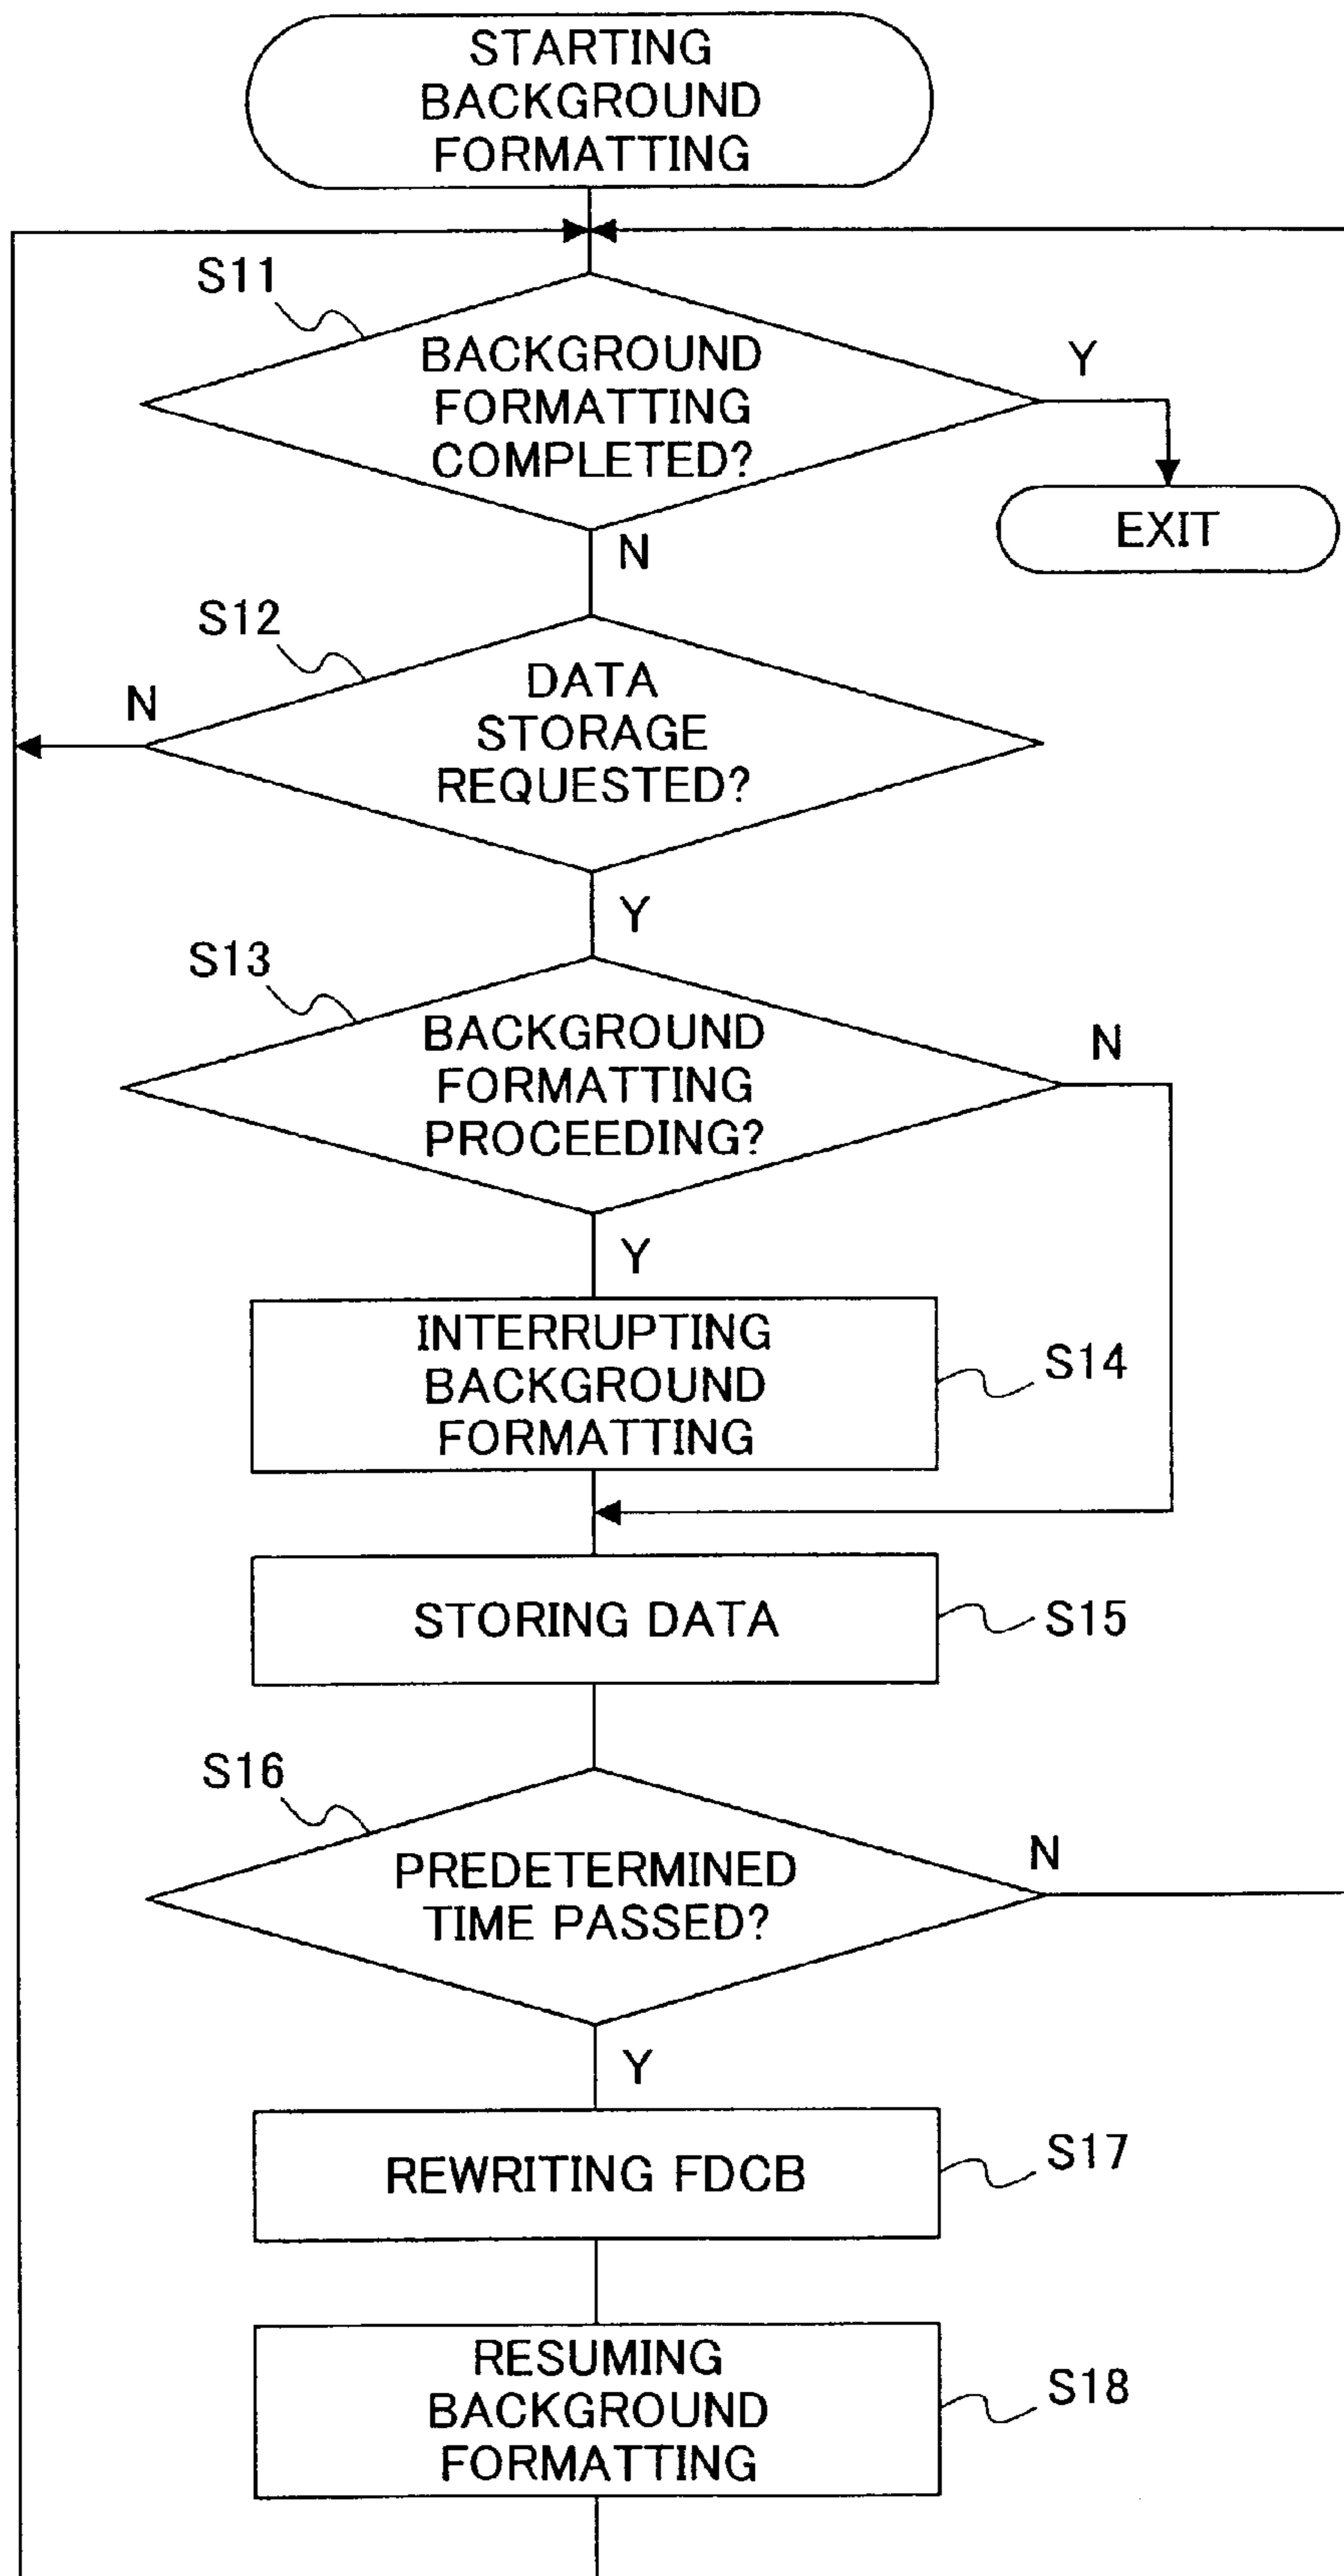 STARTING
BACKGROUND
FORMATTING
S11
BACKGROUND
FORMATTING
COMPLETED?
Y
EXIT
N
S12
DATA
STORAGE
REQUESTED?
N
Y
S13
BACKGROUND
FORMATTING
PROCEEDING?
N
Y
INTERRUPTING
BACKGROUND
FORMATTING
S14
STORING DATA
S15
S16
PREDETERMINED
TIME PASSED?
N
Y
REWRITING FDCB
S17
RESUMING
BACKGROUND
FORMATTING
S18